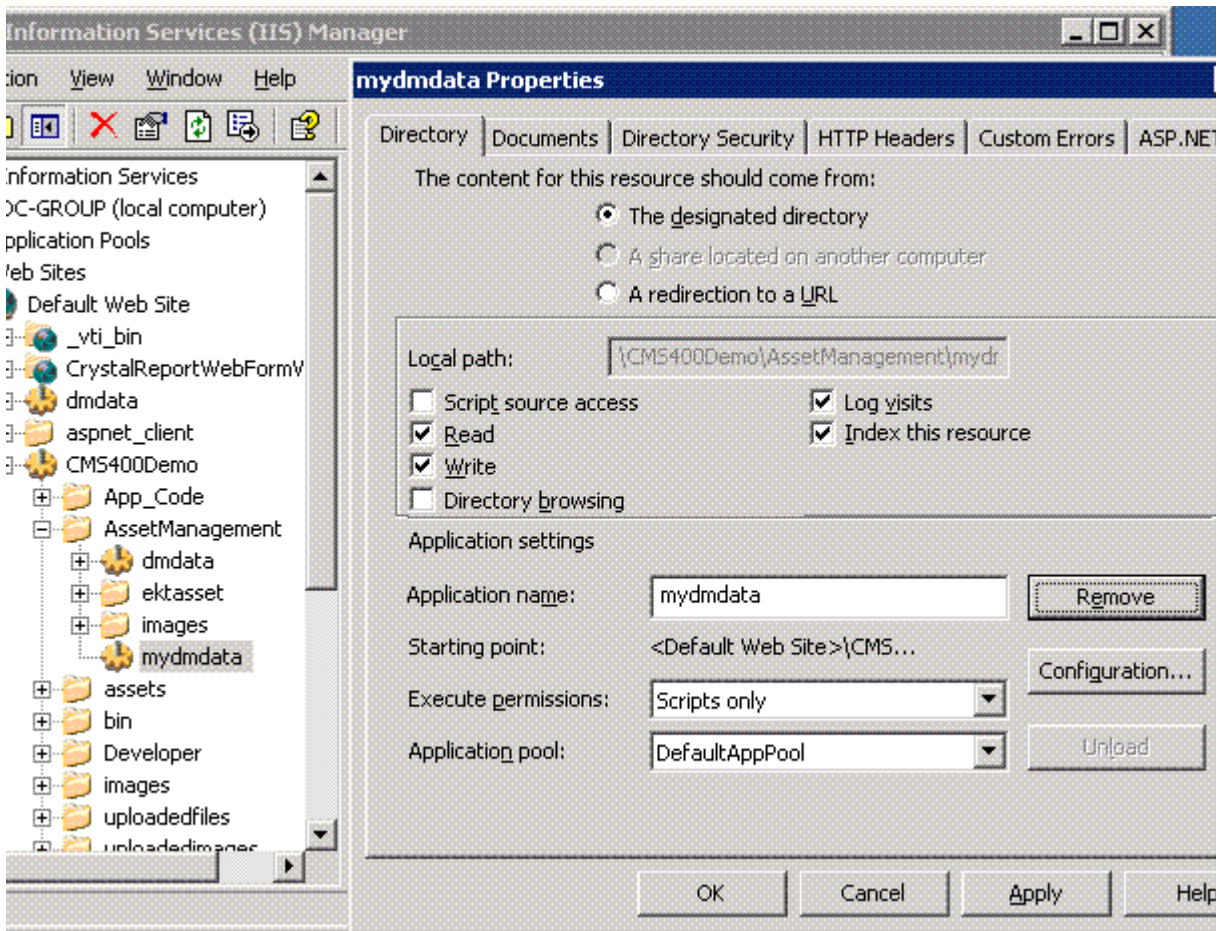 Information Services (IIS) Manager
tion View Window Help
mydmdata Properties
Directory Documents Directory Security HTTP Headers Custom Errors ASP.NET
Information Services
OC-GROUP (local computer)
pplication Pools
eb Sites
Default Web Site
_vti_bin
CrystalReportWebFormV
dmdata
aspnet_client
CMS400Demo
App_Code
AssetManagement
dmdata
ektasset
images
mydmdata
assets
bin
Developer
images
uploadedfiles
uploadedimages
The content for this resource should come from:
The designated directory
A share located on another computer
A redirection to a URL
Local path: \CMS400Demo\AssetManagement\mydr
Script source access Log visits
Read Index this resource
Write
Directory browsing
Application settings
Application name: mydmdata Remove
Starting point: <Default Web Site>\CMS...
Configuration...
Execute permissions: Scripts only
Application pool: DefaultAppPool Unload
OK Cancel Apply Help